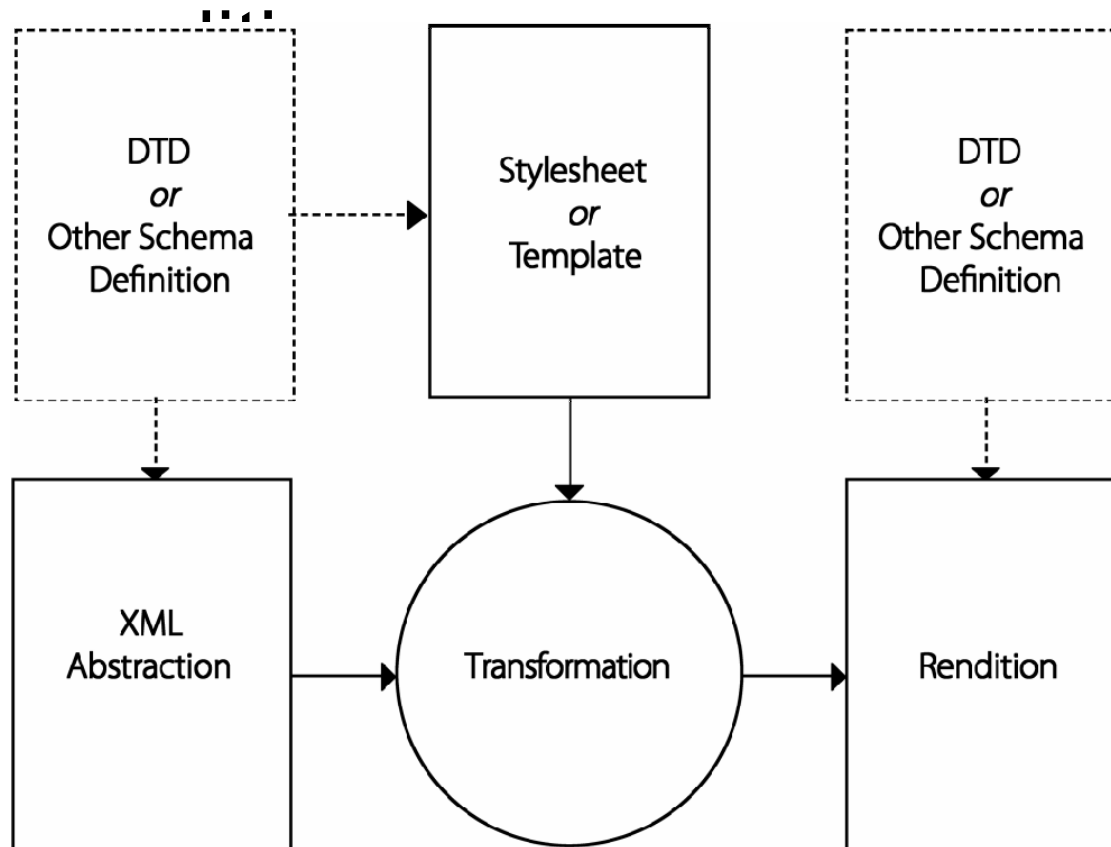 DTD
or
Other Schema
Definition
Stylesheet
or
Template
DTD
or
Other Schema
Definition
XML
Abstraction
Transformation
Rendition